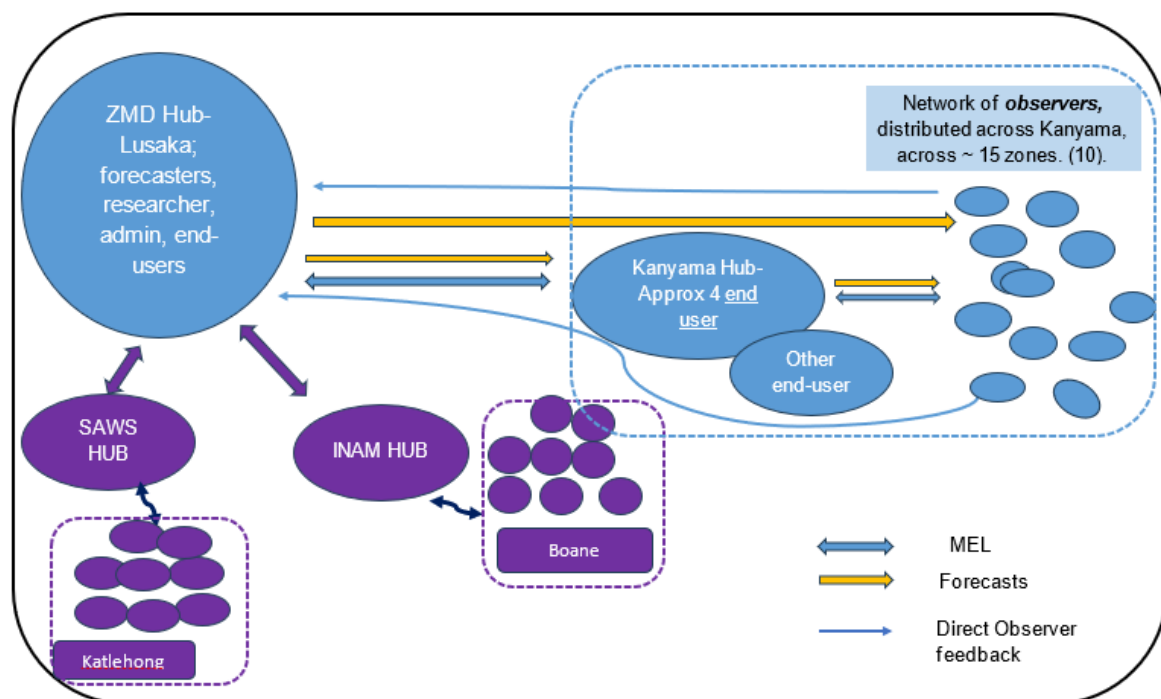 ZMD Hub-
Lusaka;
forecasters,
researcher,
admin, end-
users
Network of observers,
distributed across Kanyama,
across ~ 15 zones. (10).
Kanyama Hub-
Approx 4 end
user
Other
end-user
SAWS
HUB
INAM HUB
Boane
Katlehong
MEL
Forecasts
Direct Observer
feedback